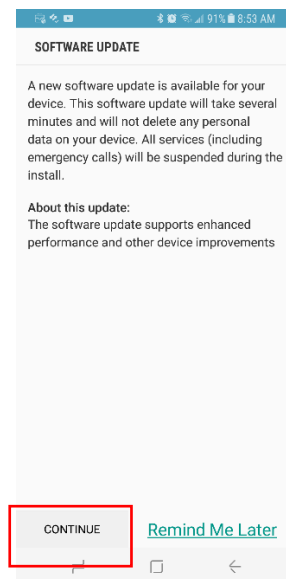 91% 8:53 AM
SOFTWARE UPDATE
A new software update is available for your
device. This software update will take several
minutes and will not delete any personal
data on your device. All services (including
emergency calls) will be suspended during the
install.
About this update:
The software update supports enhanced
performance and other device improvements
CONTINUE Remind Me Later